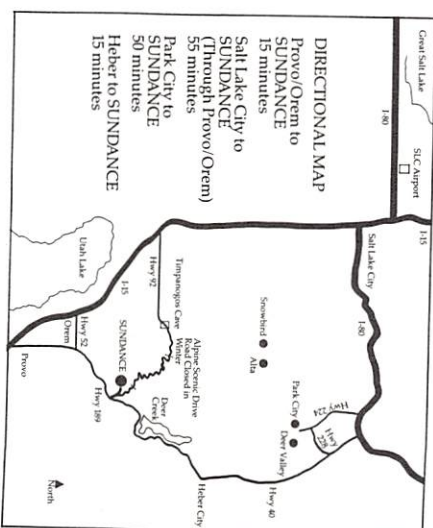 Great Salt Lake
SLC Airport
I-80
I-15
DIRECTIONAL MAP
Provo/Orem to
SUNDANCE
15 minutes
Salt Lake City to
SUNDANCE
(Through Provo/Orem)
55 minutes
Park City to
SUNDANCE
50 minutes
Heber to SUNDANCE
15 minutes
Salt Lake City
I-80
Snowbird
Alta
Park City
Deer Valley
Hwy 224
Hwy
228
Hwy 40
Hwy 92
Timpanogos Cave
Alpine Scenic Drive
Road Closed in
Winter
SUNDANCE
Deer
Creek
Heber City
Utah Lake
I-15
Hwy 52
Orem
Hwy 189
Provo
North